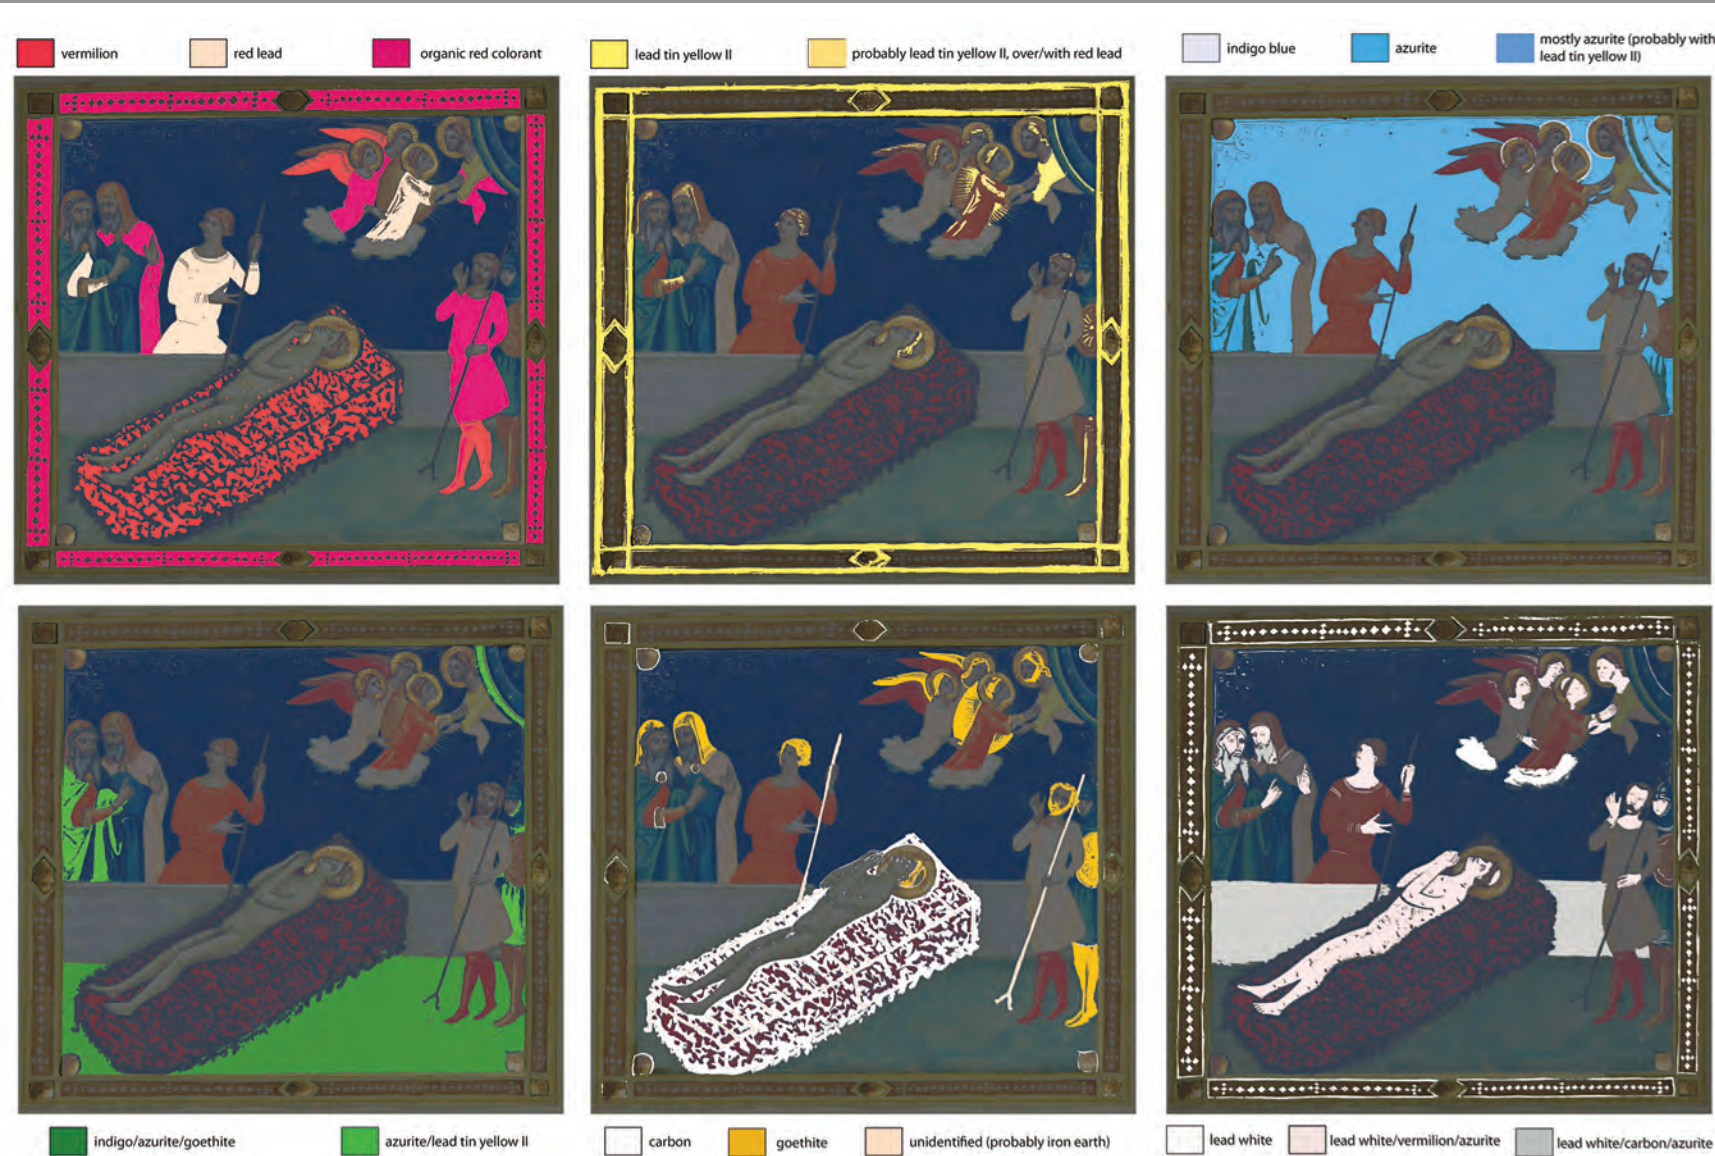 vermilion
red lead
organic red colorant
lead tin yellow II
probably lead tin yellow II, over/with red lead
indigo blue
azurite
mostly azurite (probably with
lead tin yellow II)
indigo/azurite/goethite
azurite/lead tin yellow II
carbon
goethite
unidentified (probably iron earth)
lead white
lead white/vermilion/azurite
lead white/carbon/azurite